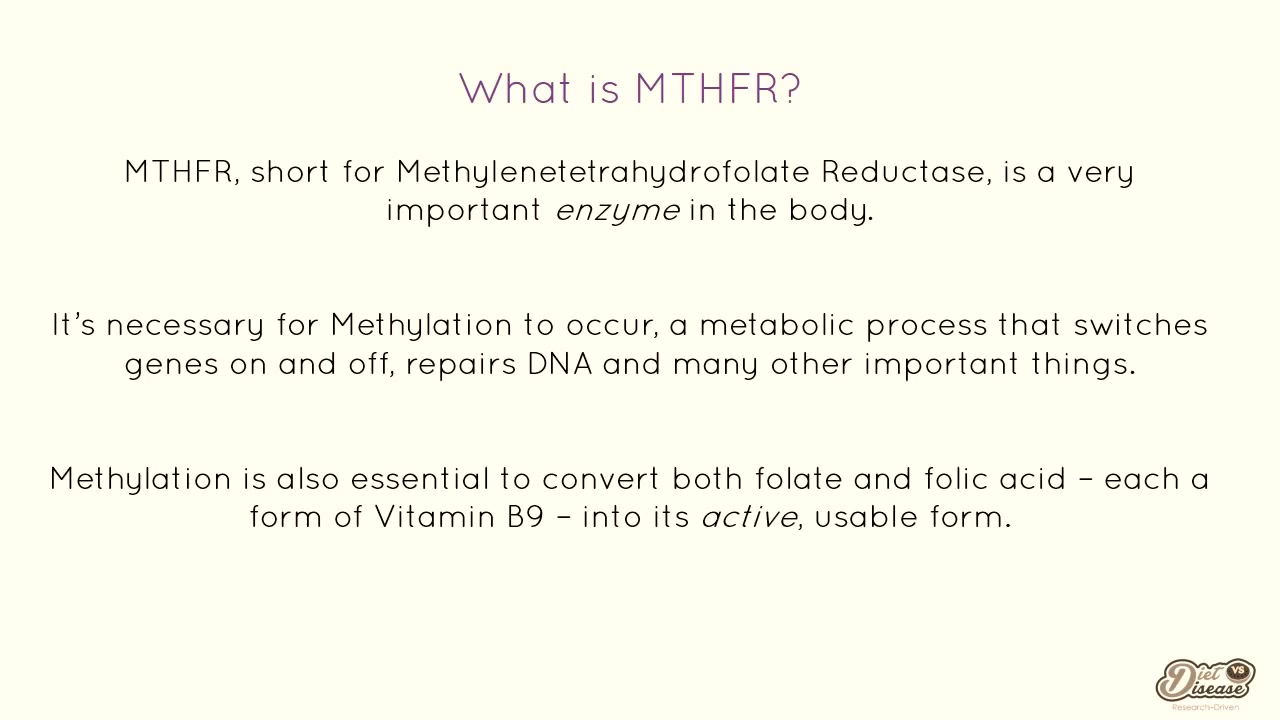 What is MTHFR?
MTHFR, short for Methylenetetrahydrofolate Reductase, is a very
important enzyme in the body.
It’s necessary for Methylation to occur, a metabolic process that switches
genes on and off, repairs DNA and many other important things.
Methylation is also essential to convert both folate and folic acid – each a
form of Vitamin B9 – into its active, usable form.
Diet vs
Disease
Research-Driven